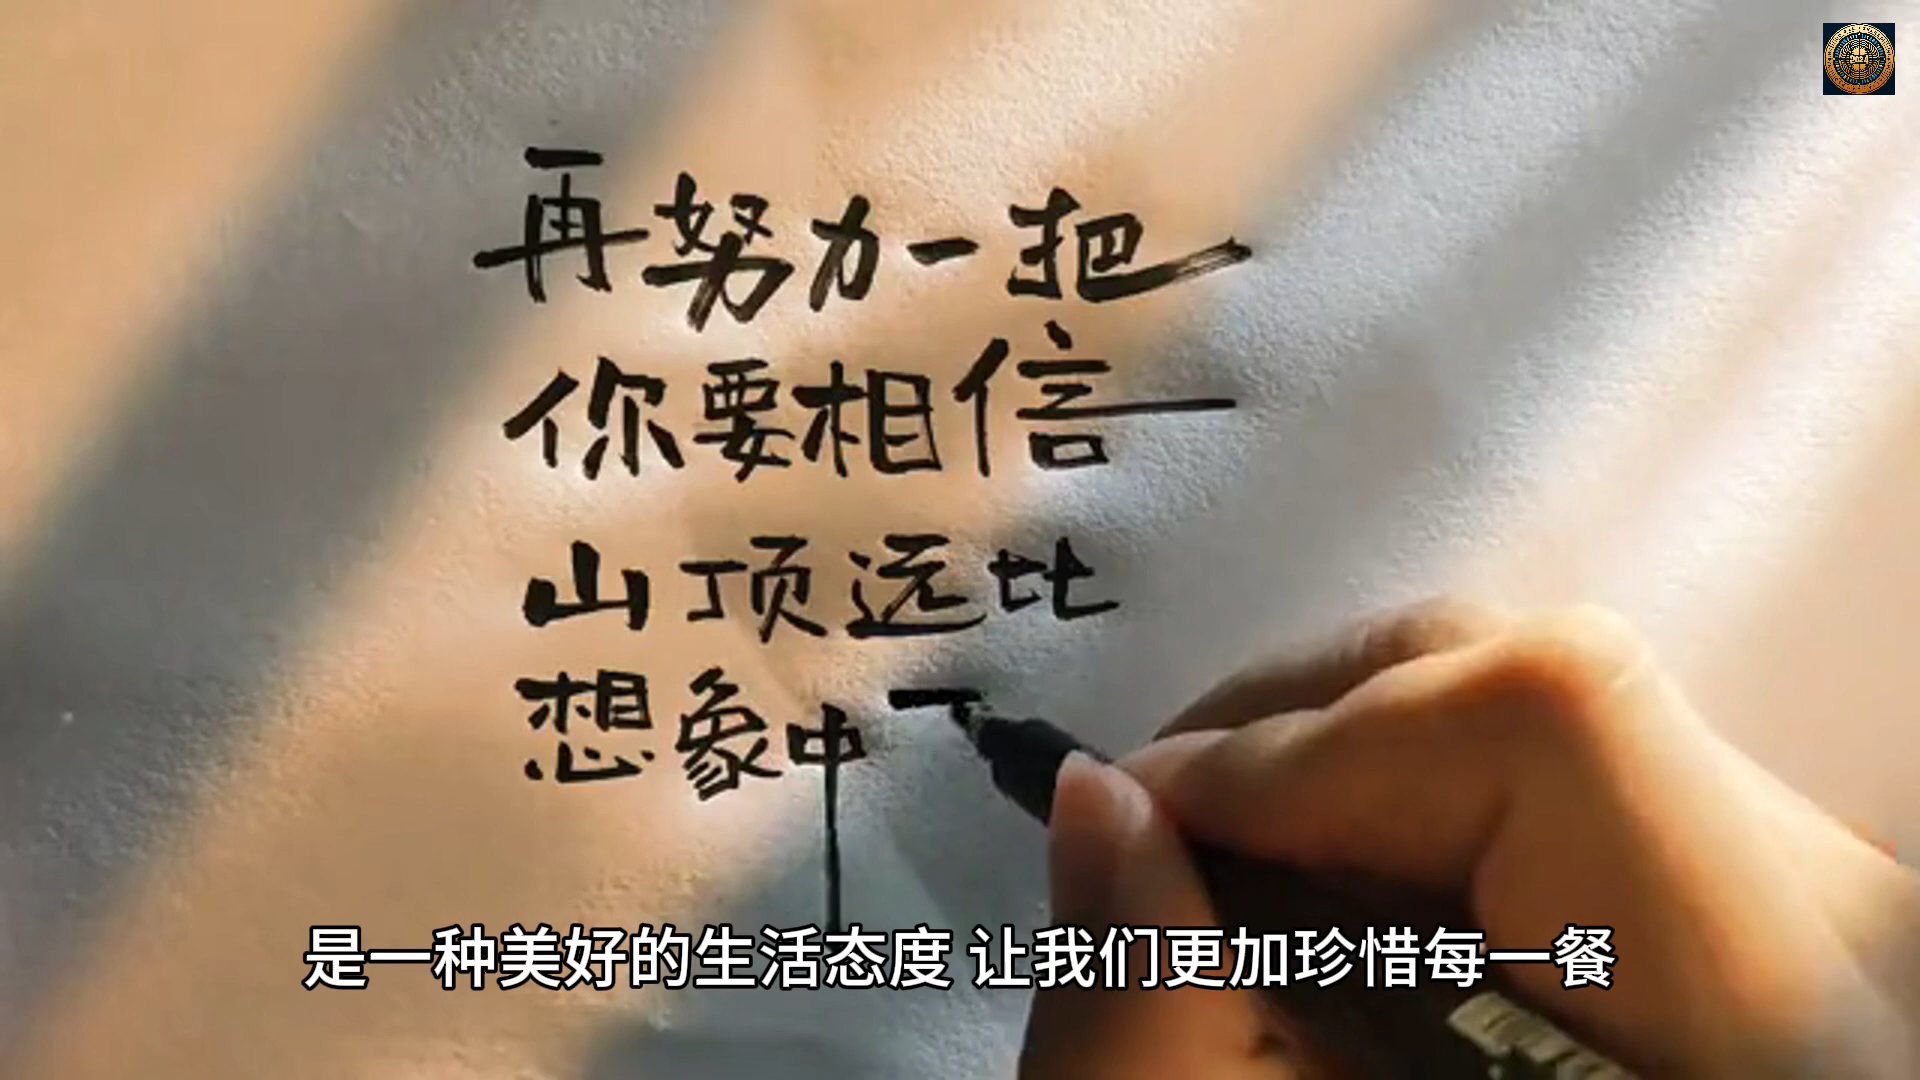 再努力一把
你要相信
山顶远比
想象中
是一种美好的生活态度 让我们更加珍惜每一餐
2024